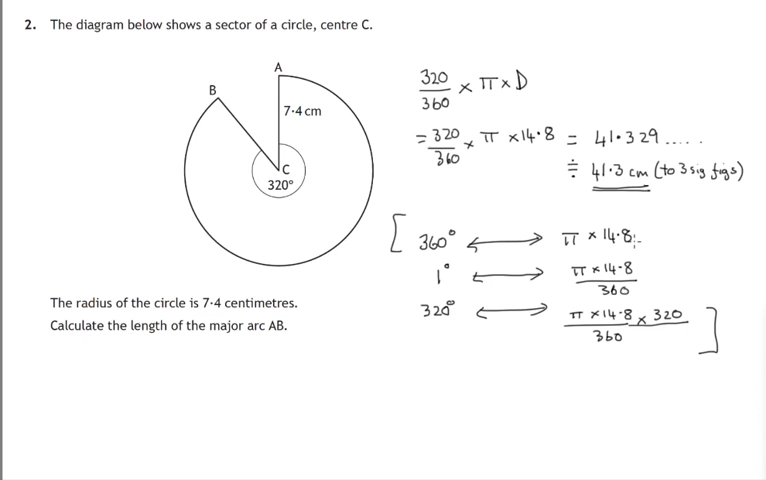 2. The diagram below shows a sector of a circle, centre C.
A
B
7·4 cm
C
320°
The radius of the circle is 7·4 centimetres.
Calculate the length of the major arc AB.
320/360 × π × D
= 320/360 × π × 14·8 = 41·329.....
≑ 41·3 cm (to 3 sig figs)
[ 360° ⟷ π × 14·8
1° ⟷ π × 14·8/360
320° ⟷ π × 14·8 × 320/360 ]